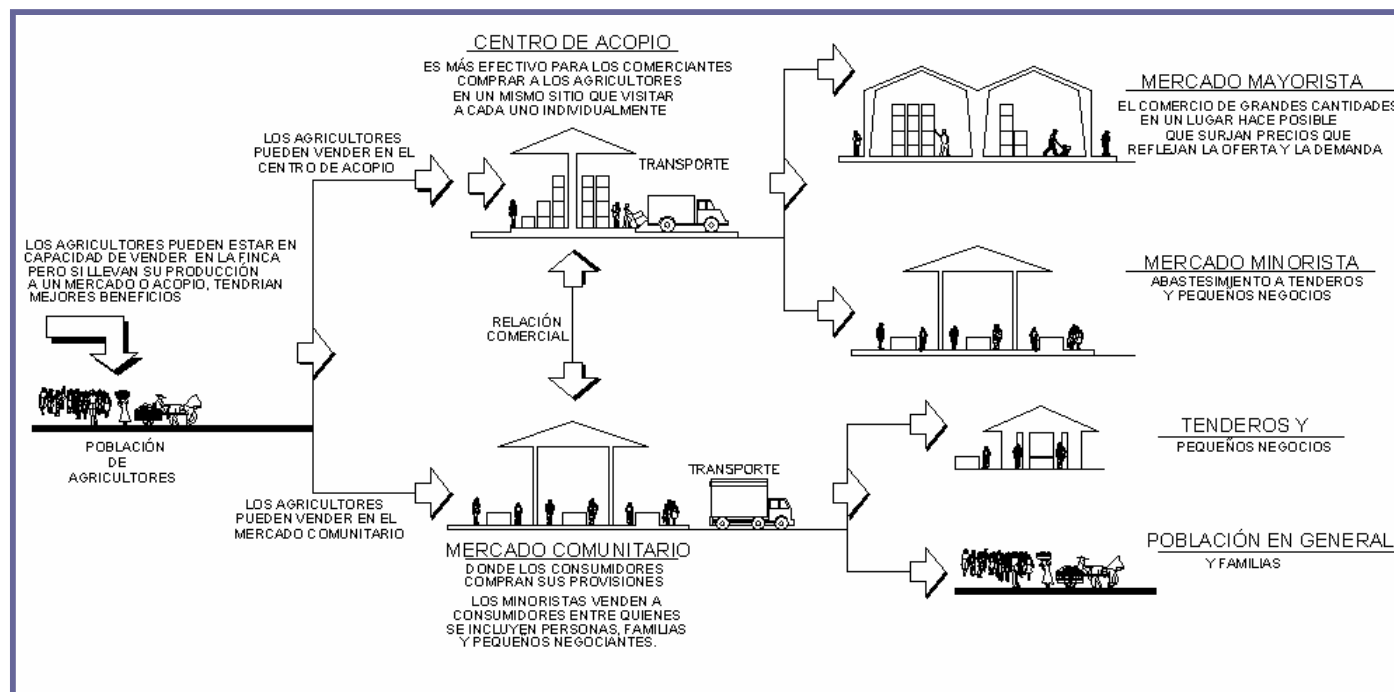 CENTRO DE ACOPIO
ES MÁS EFECTIVO PARA LOS COMERCIANTES
COMPRAR A LOS AGRICULTORES
EN UN MISMO SITIO QUE VISITAR
A CADA UNO INDIVIDUALMENTE
MERCADO MAYORISTA
EL COMERCIO DE GRANDES CANTIDADES
EN UN LUGAR HACE POSIBLE
QUE SURJAN PRECIOS QUE
REFLEJAN LA OFERTA Y LA DEMANDA
LOS AGRICULTORES
PUEDEN VENDER EN EL
CENTRO DE ACOPIO
TRANSPORTE
LOS AGRICULTORES PUEDEN ESTAR EN
CAPACIDAD DE VENDER EN LA FINCA
PERO SI LLEVAN SU PRODUCCIÓN
A UN MERCADO O ACOPIO, TENDRIAN
MEJORES BENEFICIOS
MERCADO MINORISTA
ABASTESIMIENTO A TENDEROS
Y PEQUEÑOS NEGOCIOS
RELACIÓN
COMERCIAL
POBLACIÓN
DE
AGRICULTORES
LOS AGRICULTORES
PUEDEN VENDER EN EL
MERCADO COMUNITARIO
TRANSPORTE
TENDEROS Y
PEQUEÑOS NEGOCIOS
MERCADO COMUNITARIO
DONDE LOS CONSUMIDORES
COMPRAN SUS PROVISIONES
LOS MINORISTAS VENDEN A
CONSUMIDORES ENTRE QUIENES
SE INCLUYEN PERSONAS, FAMILIAS
Y PEQUEÑOS NEGOCIANTES.
POBLACIÓN EN GENERAL
Y FAMILIAS